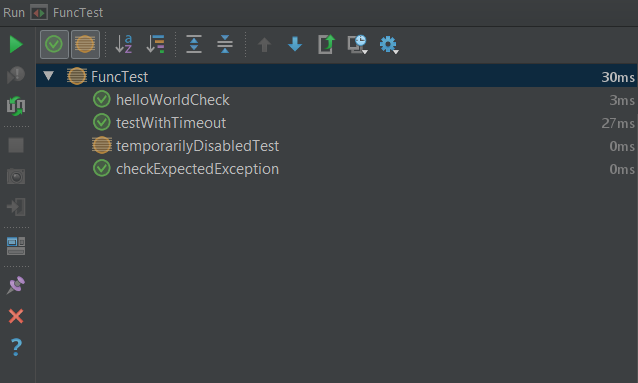 Run FuncTest
FuncTest 30ms
helloWorldCheck 3ms
testWithTimeout 27ms
temporarilyDisabledTest 0ms
checkExpectedException 0ms